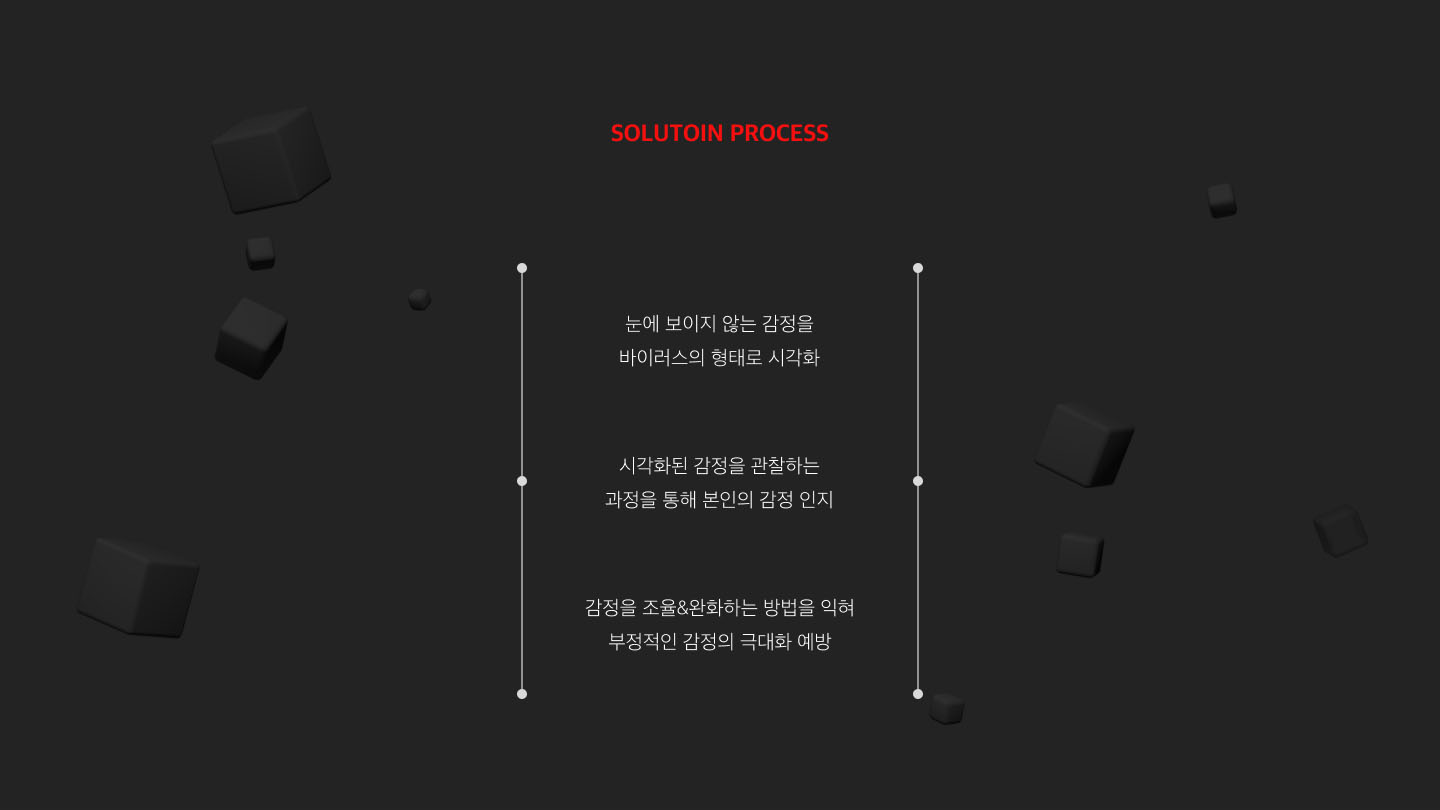 SOLUTOIN PROCESS
눈에 보이지 않는 감정을
바이러스의 형태로 시각화
시각화된 감정을 관찰하는
과정을 통해 본인의 감정 인지
감정을 조율&완화하는 방법을 익혀
부정적인 감정의 극대화 예방